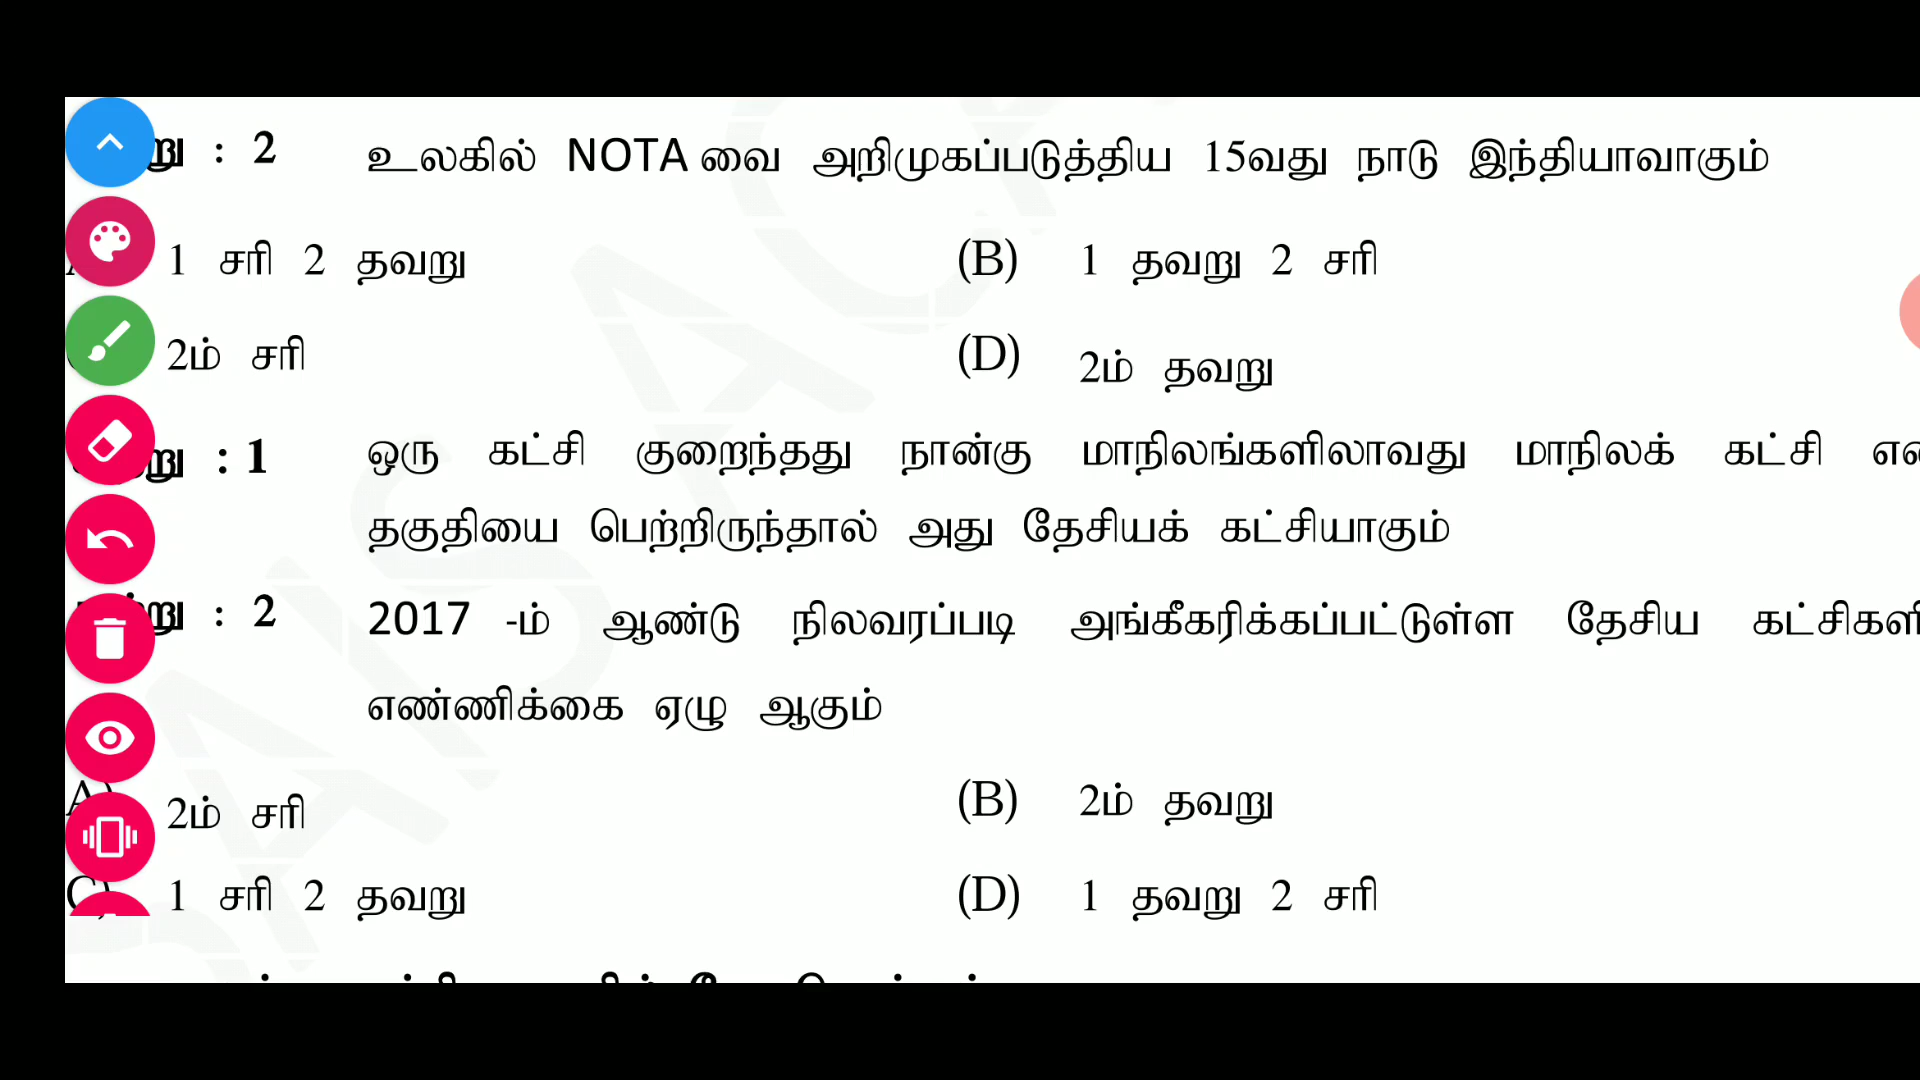 : 2 உலகில் NOTA வை அறிமுகப்படுத்திய 15வது நாடு இந்தியாவாகும்
1 சரி 2 தவறு (B) 1 தவறு 2 சரி
2ம் சரி (D) 2ம் தவறு
: 1 ஒரு கட்சி குறைந்தது நான்கு மாநிலங்களிலாவது மாநிலக் கட்சி
தகுதியை பெற்றிருந்தால் அது தேசியக் கட்சியாகும்
: 2 2017 -ம் ஆண்டு நிலவரப்படி அங்கீகரிக்கப்பட்டுள்ள தேசிய
எண்ணிக்கை ஏழு ஆகும்
2ம் சரி (B) 2ம் தவறு
1 சரி 2 தவறு (D) 1 தவறு 2 சரி